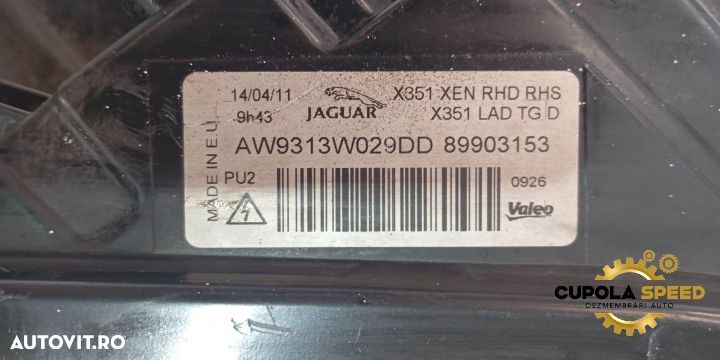 14/04/11
9h43
JAGUAR
X351 XEN RHD RHS
X351 LAD TG D
AW9313W029DD 89903153
MADE IN E.U
PU2
0926
Valeo
CUPOLA SPEED
DEZMEMBRĂRI AUTO
AUTOVIT.RO